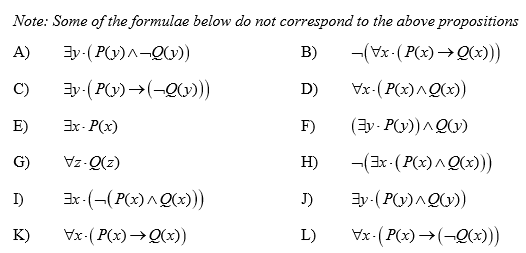 Note: Some of the formulae below do not correspond to the above propositions
A) ∃y·(P(y)∧¬Q(y)) B) ¬(∀x·(P(x)→Q(x)))
C) ∃y·(P(y)→(¬Q(y))) D) ∀x·(P(x)∧Q(x))
E) ∃x·P(x) F) (∃y·P(y))∧Q(y)
G) ∀z·Q(z) H) ¬(∃x·(P(x)∧Q(x)))
I) ∃x·(¬(P(x)∧Q(x))) J) ∃y·(P(y)∧Q(y))
K) ∀x·(P(x)→Q(x)) L) ∀x·(P(x)→(¬Q(x)))